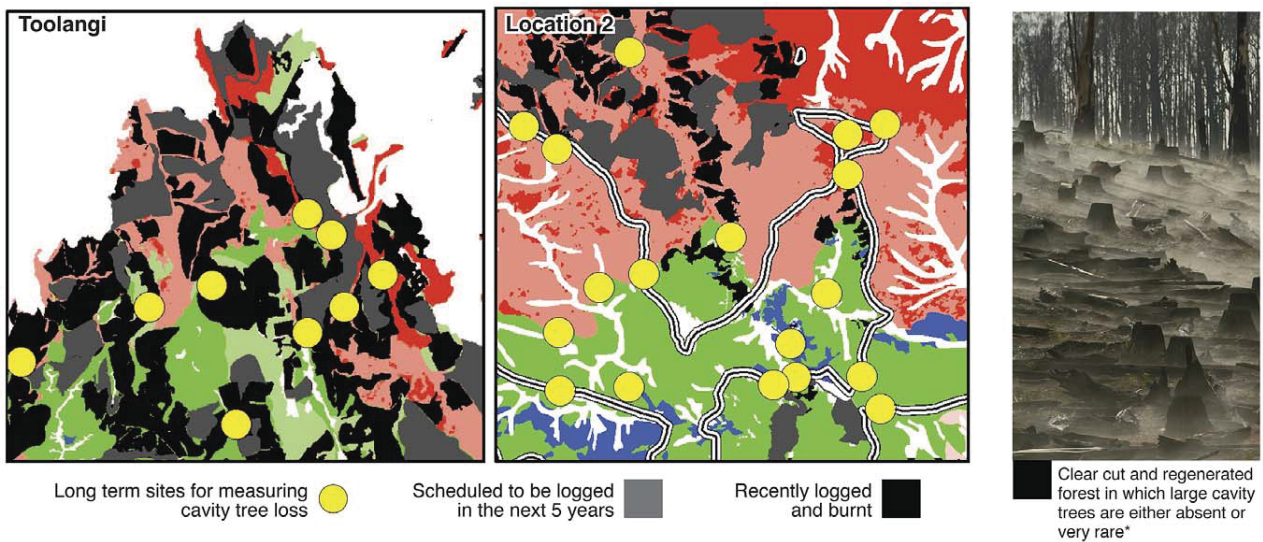 Toolangi
Location 2
Long term sites for measuring
cavity tree loss
Scheduled to be logged
in the next 5 years
Recently logged
and burnt
Clear cut and regenerated
forest in which large cavity
trees are either absent or
very rare*